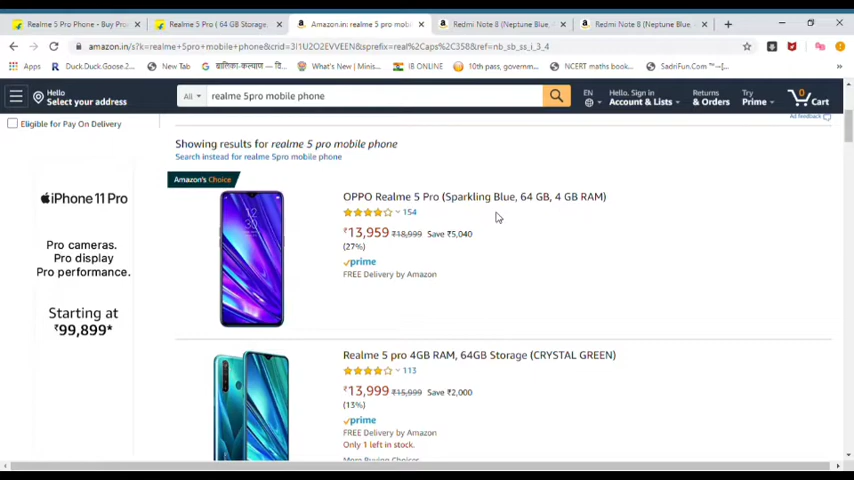 Realme 5 Pro Phone - Buy Pro
Realme 5 Pro ( 64 GB Storage,
Amazon.in: realme 5 pro mobi
Redmi Note 8 (Neptune Blue,
Redmi Note 8 (Neptune Blue,
amazon.in/s?k=realme+5pro+mobile+phone&crid=3I1U2O2EVVEEN&sprefix=real%2Caps%2C358&ref=nb_sb_ss_i_3_4
Apps
Duck.Duck.Goose.2...
New Tab
बालिका-कल्याण — वि...
What's New | Minis...
IB ONLINE
10th pass, governm...
NCERT maths book...
SadriFun.Com ™—...
Hello
Select your address
All
realme 5pro mobile phone
EN
Hello. Sign in
Account & Lists
Returns
& Orders
Try
Prime
0
Cart
Eligible for Pay On Delivery
Ad feedback
Showing results for realme 5 pro mobile phone
Search instead for realme 5pro mobile phone
Amazon's Choice
OPPO Realme 5 Pro (Sparkling Blue, 64 GB, 4 GB RAM)
154
₹13,959 ₹18,999 Save ₹5,040
(27%)
prime
FREE Delivery by Amazon
iPhone 11 Pro
Pro cameras.
Pro display
Pro performance.
Starting at
₹99,899*
Realme 5 pro 4GB RAM, 64GB Storage (CRYSTAL GREEN)
113
₹13,999 ₹15,999 Save ₹2,000
(13%)
prime
FREE Delivery by Amazon
Only 1 left in stock.
More Buying Choices